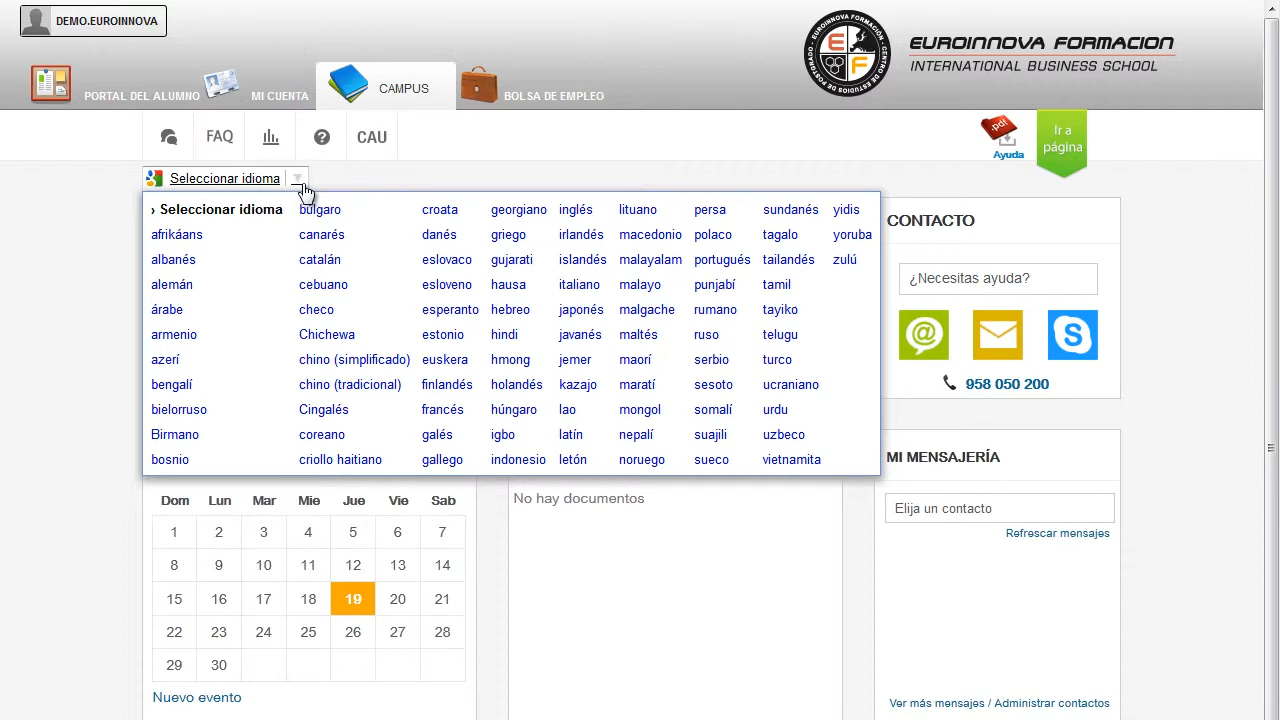 DEMO.EUROINNOVA
EUROINNOVA FORMACIÓN
CENTRO DE ESTUDIOS DE POSTGRADO
E
F
EUROINNOVA FORMACION
INTERNATIONAL BUSINESS SCHOOL
PORTAL DEL ALUMNO
MI CUENTA
CAMPUS
BOLSA DE EMPLEO
FAQ
?
CAU
.pdf
Ayuda
Ir a
página
Seleccionar idioma
› Seleccionar idioma búlgaro croata georgiano inglés lituano persa sundanés yidis
afrikáans canarés danés griego irlandés macedonio polaco tagalo yoruba
albanés catalán eslovaco gujarati islandés malayalam portugués tailandés zulú
alemán cebuano esloveno hausa italiano malayo punjabí tamil
árabe checo esperanto hebreo japonés malgache rumano tayiko
armenio Chichewa estonio hindi javanés maltés ruso telugu
azerí chino (simplificado) euskera hmong jemer maorí serbio turco
bengalí chino (tradicional) finlandés holandés kazajo maratí sesoto ucraniano
bielorruso Cingalés francés húngaro lao mongol somalí urdu
Birmano coreano galés igbo latín nepalí suajili uzbeco
bosnio criollo haitiano gallego indonesio letón noruego sueco vietnamita
CONTACTO
¿Necesitas ayuda?
@
S
958 050 200
Dom Lun Mar Mie Jue Vie Sab
1 2 3 4 5 6 7
8 9 10 11 12 13 14
15 16 17 18 19 20 21
22 23 24 25 26 27 28
29 30
Nuevo evento
No hay documentos
MI MENSAJERÍA
Elija un contacto
Refrescar mensajes
Ver más mensajes / Administrar contactos